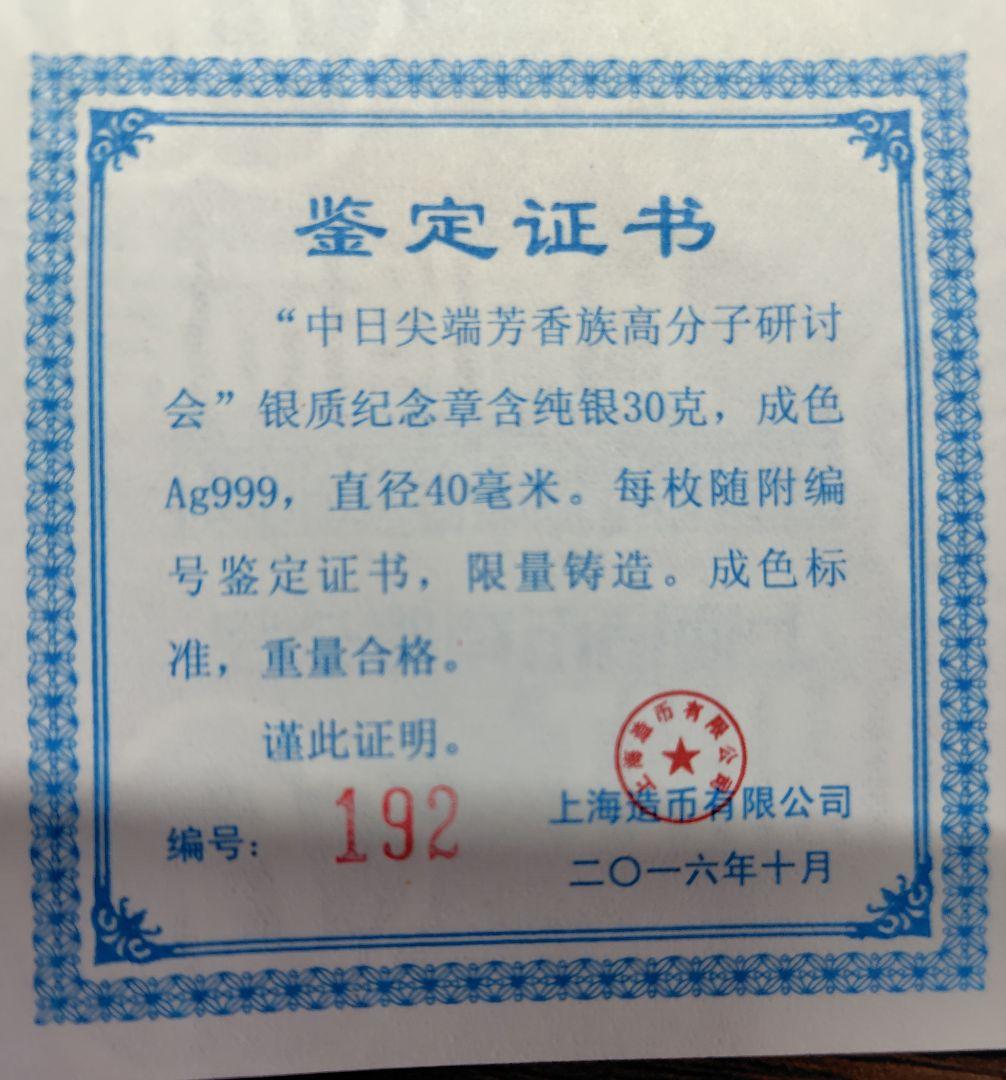 鉴定证书
“中日尖端芳香族高分子研讨
会”银质纪念章含纯银30克，成色
Ag999，直径40毫米。每枚随附编
号鉴定证书，限量铸造。成色标
准，重量合格。
谨此证明。
上海造币有限公司
上海造币有限公司
编号：192
二〇一六年十月